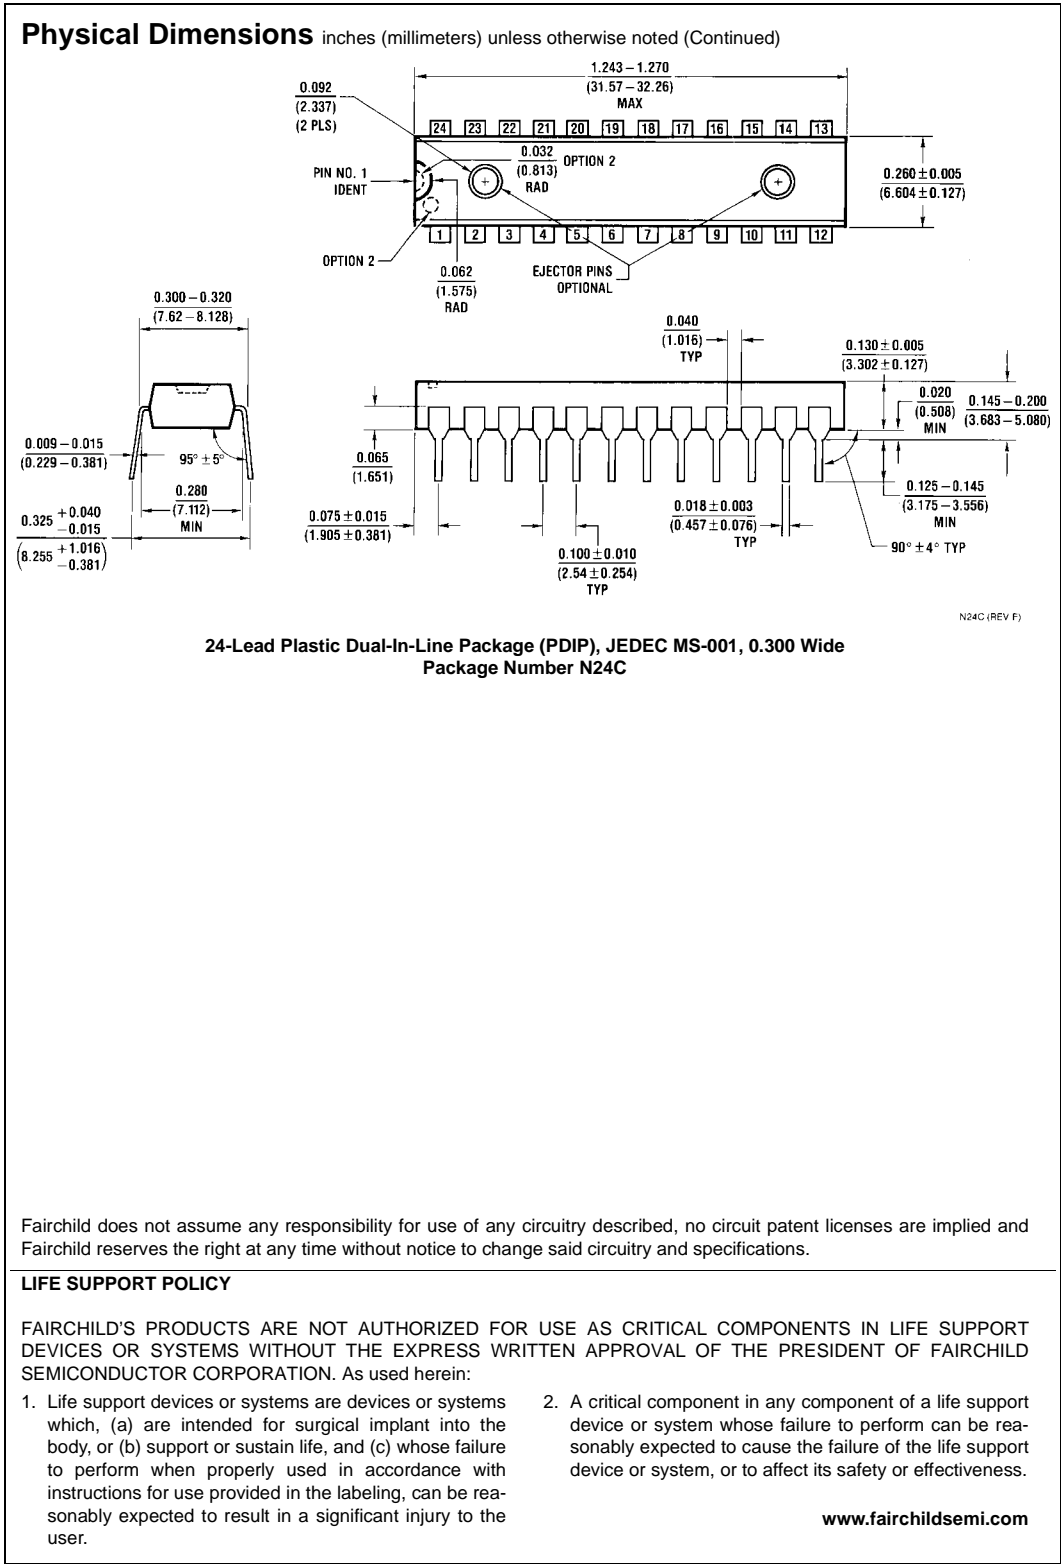 Physical Dimensions inches (millimeters) unless otherwise noted (Continued)
1.243 – 1.270
(31.57 – 32.26)
MAX
0.092
(2.337)
(2 PLS)
24 23 22 21 20 19 18 17 16 15 14 13
0.032
(0.813)
RAD
OPTION 2
PIN NO. 1
IDENT
0.260 ± 0.005
(6.604 ± 0.127)
1 2 3 4 5 6 7 8 9 10 11 12
OPTION 2
0.062
(1.575)
RAD
EJECTOR PINS
OPTIONAL
0.300 – 0.320
(7.62 – 8.128)
0.040
(1.016)
TYP
0.130 ± 0.005
(3.302 ± 0.127)
0.020
(0.508)
MIN
0.145 – 0.200
(3.683 – 5.080)
0.009 – 0.015
(0.229 – 0.381)
95° ± 5°
0.065
(1.651)
0.280
(7.112)
MIN
0.125 – 0.145
(3.175 – 3.556)
MIN
0.325 +0.040
–0.015
(8.255 +1.016
–0.381)
0.075 ± 0.015
(1.905 ± 0.381)
0.018 ± 0.003
(0.457 ± 0.076)
TYP
90° ± 4° TYP
0.100 ± 0.010
(2.54 ± 0.254)
TYP
N24C (REV F)
24-Lead Plastic Dual-In-Line Package (PDIP), JEDEC MS-001, 0.300 Wide
Package Number N24C
Fairchild does not assume any responsibility for use of any circuitry described, no circuit patent licenses are implied and
Fairchild reserves the right at any time without notice to change said circuitry and specifications.
LIFE SUPPORT POLICY
FAIRCHILD'S PRODUCTS ARE NOT AUTHORIZED FOR USE AS CRITICAL COMPONENTS IN LIFE SUPPORT
DEVICES OR SYSTEMS WITHOUT THE EXPRESS WRITTEN APPROVAL OF THE PRESIDENT OF FAIRCHILD
SEMICONDUCTOR CORPORATION. As used herein:
1. Life support devices or systems are devices or systems
which, (a) are intended for surgical implant into the
body, or (b) support or sustain life, and (c) whose failure
to perform when properly used in accordance with
instructions for use provided in the labeling, can be rea-
sonably expected to result in a significant injury to the
user.
2. A critical component in any component of a life support
device or system whose failure to perform can be rea-
sonably expected to cause the failure of the life support
device or system, or to affect its safety or effectiveness.
www.fairchildsemi.com